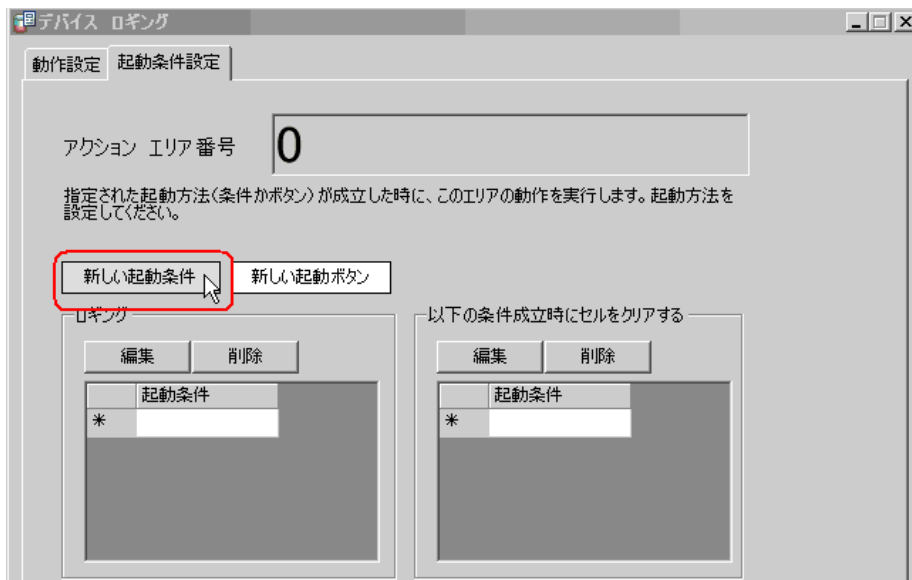 デバイス ロギング
動作設定 起動条件設定
アクション エリア番号 0
指定された起動方法(条件かボタン)が成立した時に、このエリアの動作を実行します。起動方法を
設定してください。
新しい起動条件 新しい起動ボタン
ロギング 以下の条件成立時にセルをクリアする
編集 削除 編集 削除
起動条件 起動条件
* *